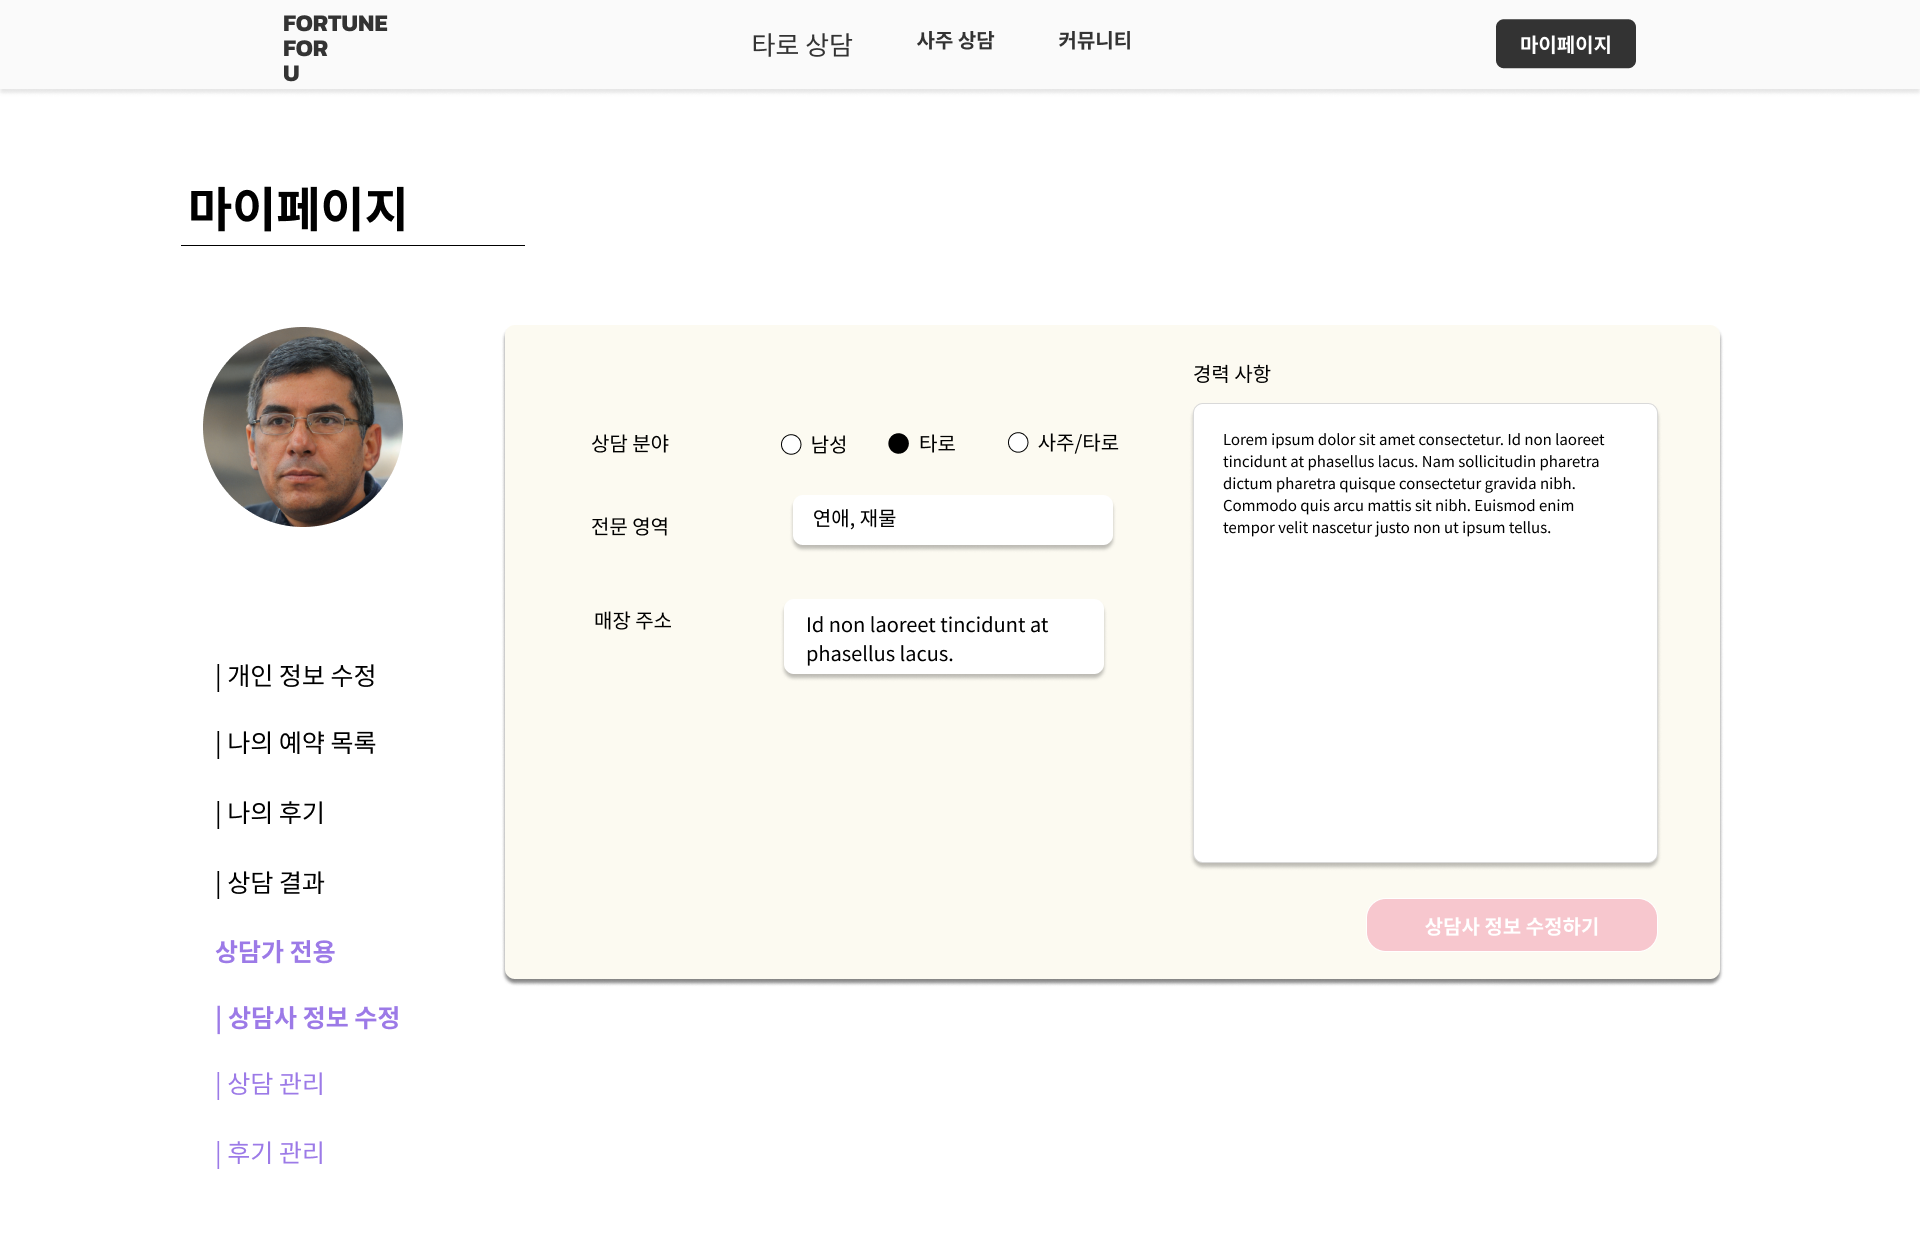 FORTUNE
FOR
U
타로 상담
사주 상담
커뮤니티
마이페이지
마이페이지
| 개인 정보 수정
| 나의 예약 목록
| 나의 후기
| 상담 결과
상담가 전용
| 상담사 정보 수정
| 상담 관리
| 후기 관리
상담 분야
남성
타로
사주/타로
전문 영역
연애, 재물
매장 주소
Id non laoreet tincidunt at
phasellus lacus.
경력 사항
Lorem ipsum dolor sit amet consectetur. Id non laoreet
tincidunt at phasellus lacus. Nam sollicitudin pharetra
dictum pharetra quisque consectetur gravida nibh.
Commodo quis arcu mattis sit nibh. Euismod enim
tempor velit nascetur justo non ut ipsum tellus.
상담사 정보 수정하기